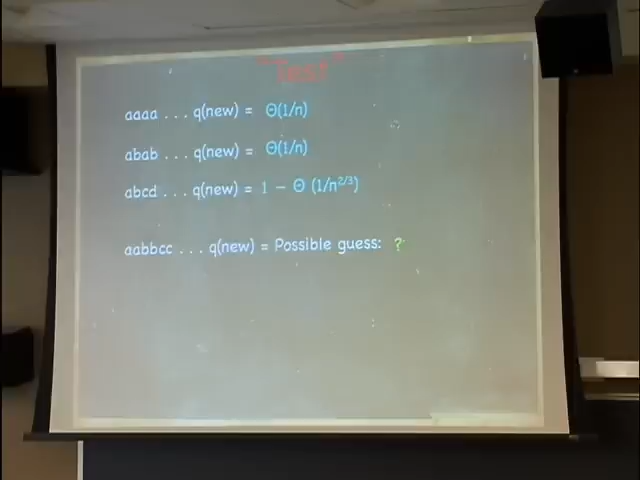 "Test"
aaaa . . . q(new) = Θ(1/n)
abab . . . q(new) = Θ(1/n)
abcd . . . q(new) = 1 − Θ (1/n^{2/3})
aabbcc . . . q(new) = Possible guess: ?